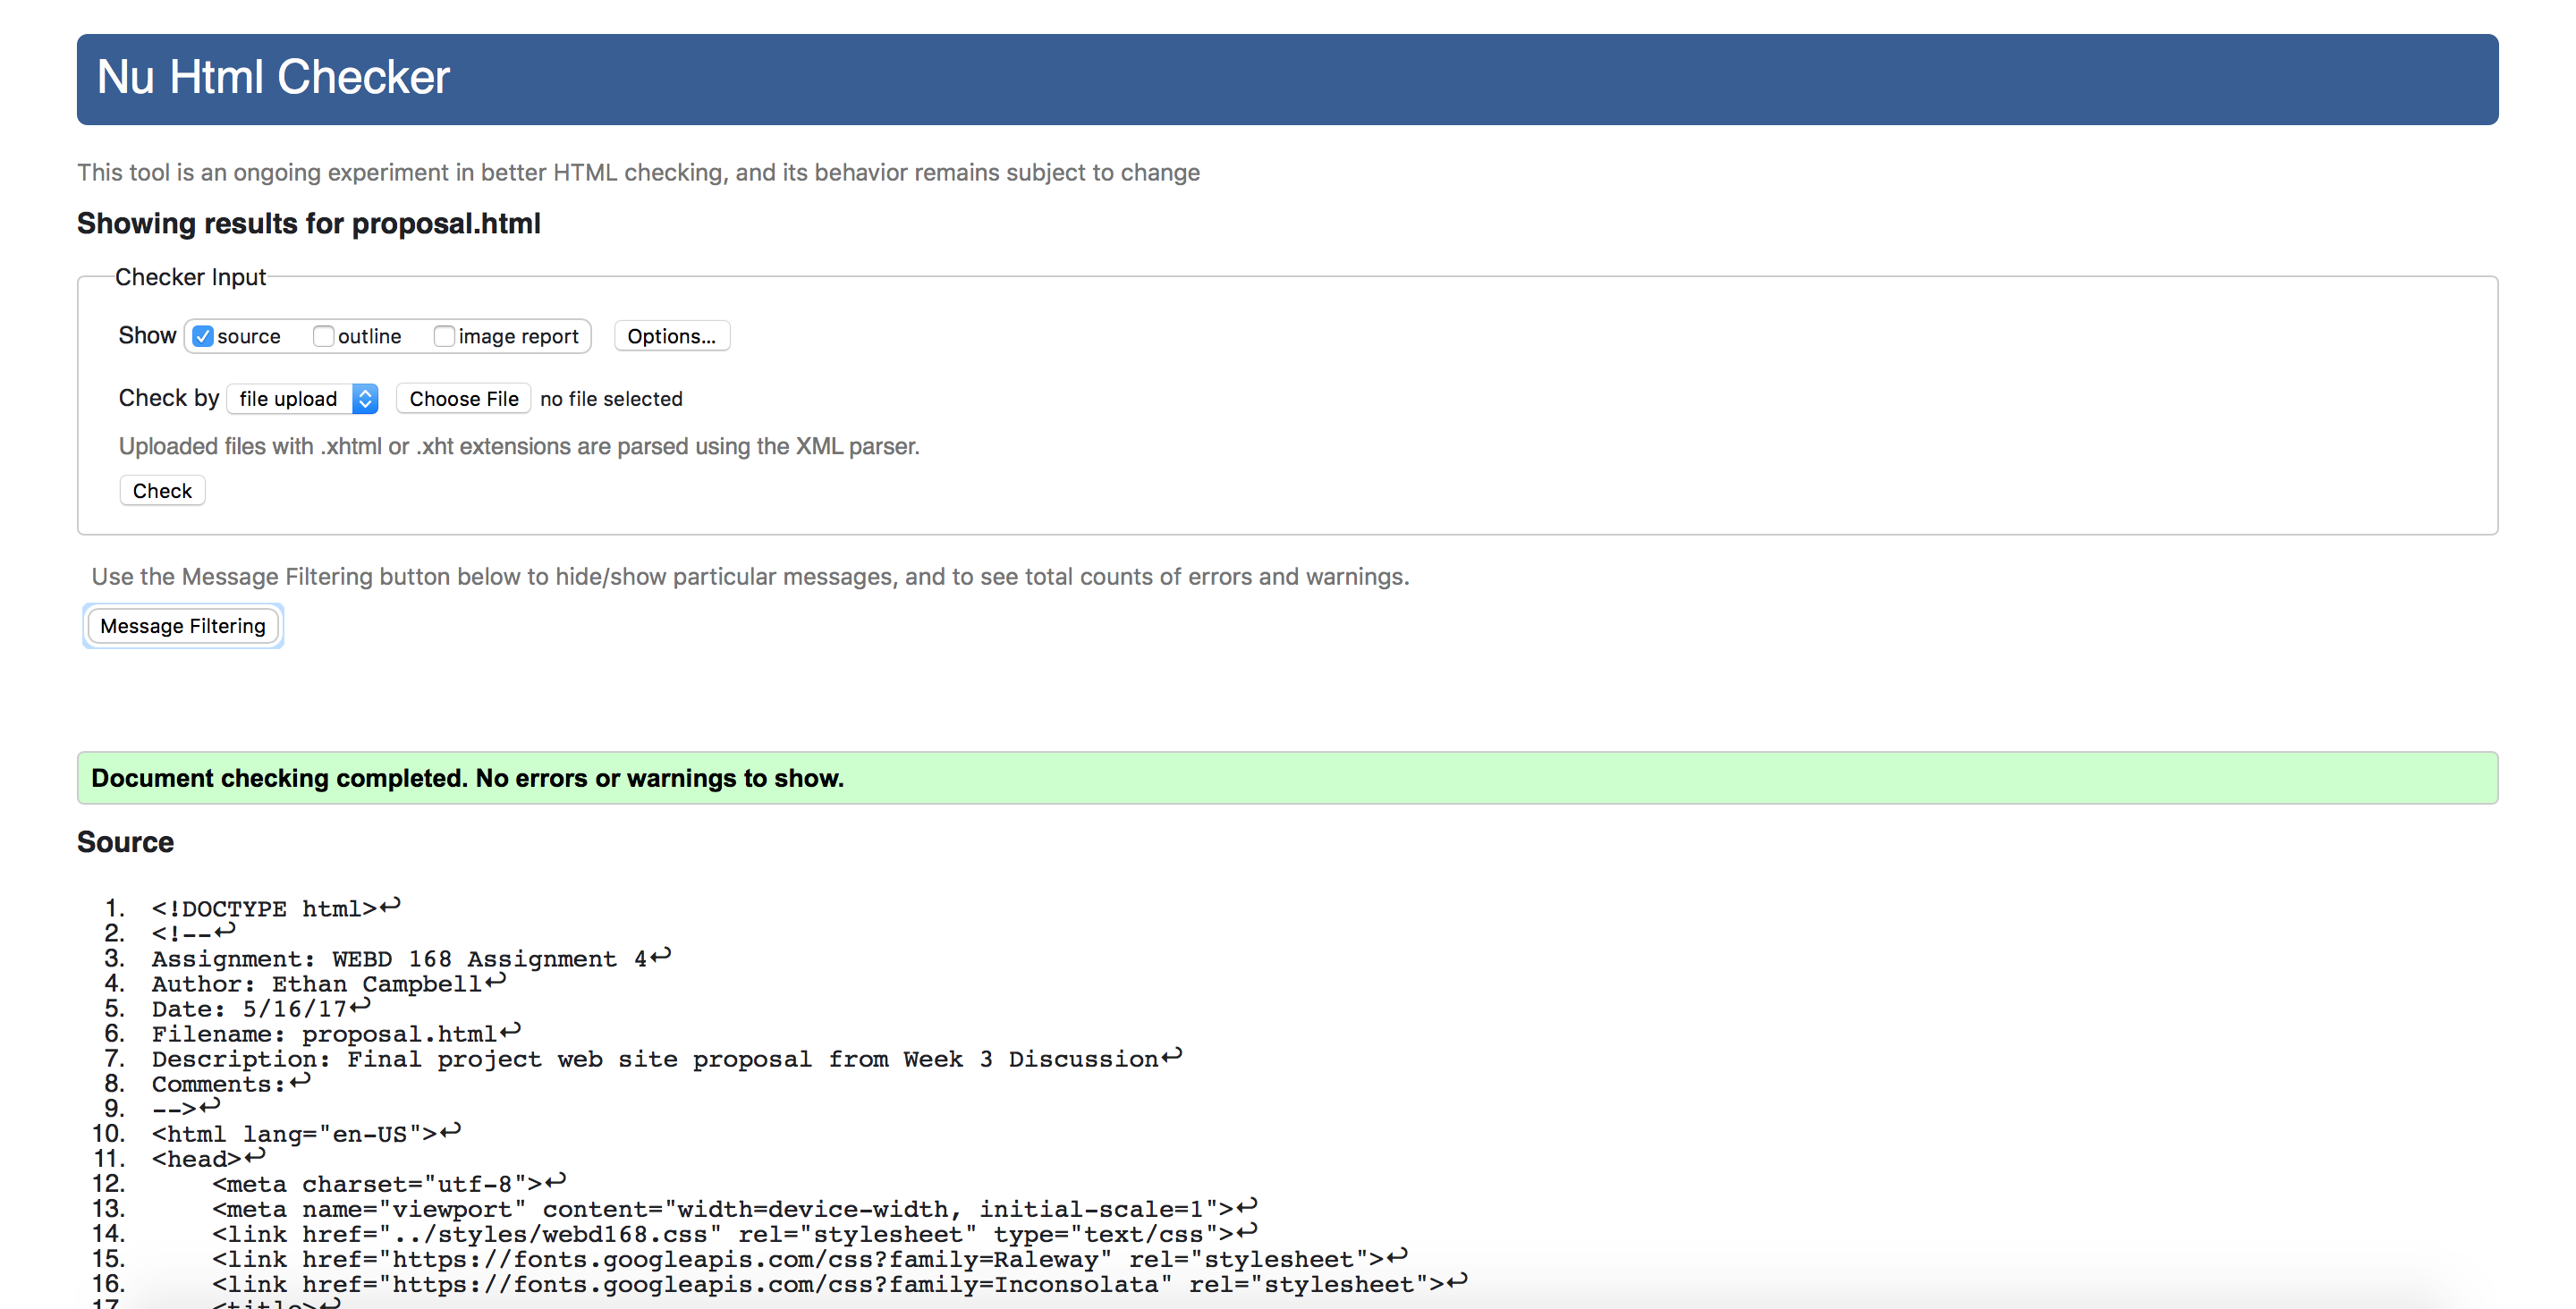 Nu Html Checker
This tool is an ongoing experiment in better HTML checking, and its behavior remains subject to change
Showing results for proposal.html
Checker Input
Show source outline image report Options...
Check by file upload Choose File no file selected
Uploaded files with .xhtml or .xht extensions are parsed using the XML parser.
Check
Use the Message Filtering button below to hide/show particular messages, and to see total counts of errors and warnings.
Message Filtering
Document checking completed. No errors or warnings to show.
Source
1. <!DOCTYPE html>↩
2. <!--↩
3. Assignment: WEBD 168 Assignment 4↩
4. Author: Ethan Campbell↩
5. Date: 5/16/17↩
6. Filename: proposal.html↩
7. Description: Final project web site proposal from Week 3 Discussion↩
8. Comments:↩
9. -->↩
10. <html lang="en-US">↩
11. <head>↩
12. <meta charset="utf-8">↩
13. <meta name="viewport" content="width=device-width, initial-scale=1">↩
14. <link href="../styles/webd168.css" rel="stylesheet" type="text/css">↩
15. <link href="https://fonts.googleapis.com/css?family=Raleway" rel="stylesheet">↩
16. <link href="https://fonts.googleapis.com/css?family=Inconsolata" rel="stylesheet">↩
17. <title>↩